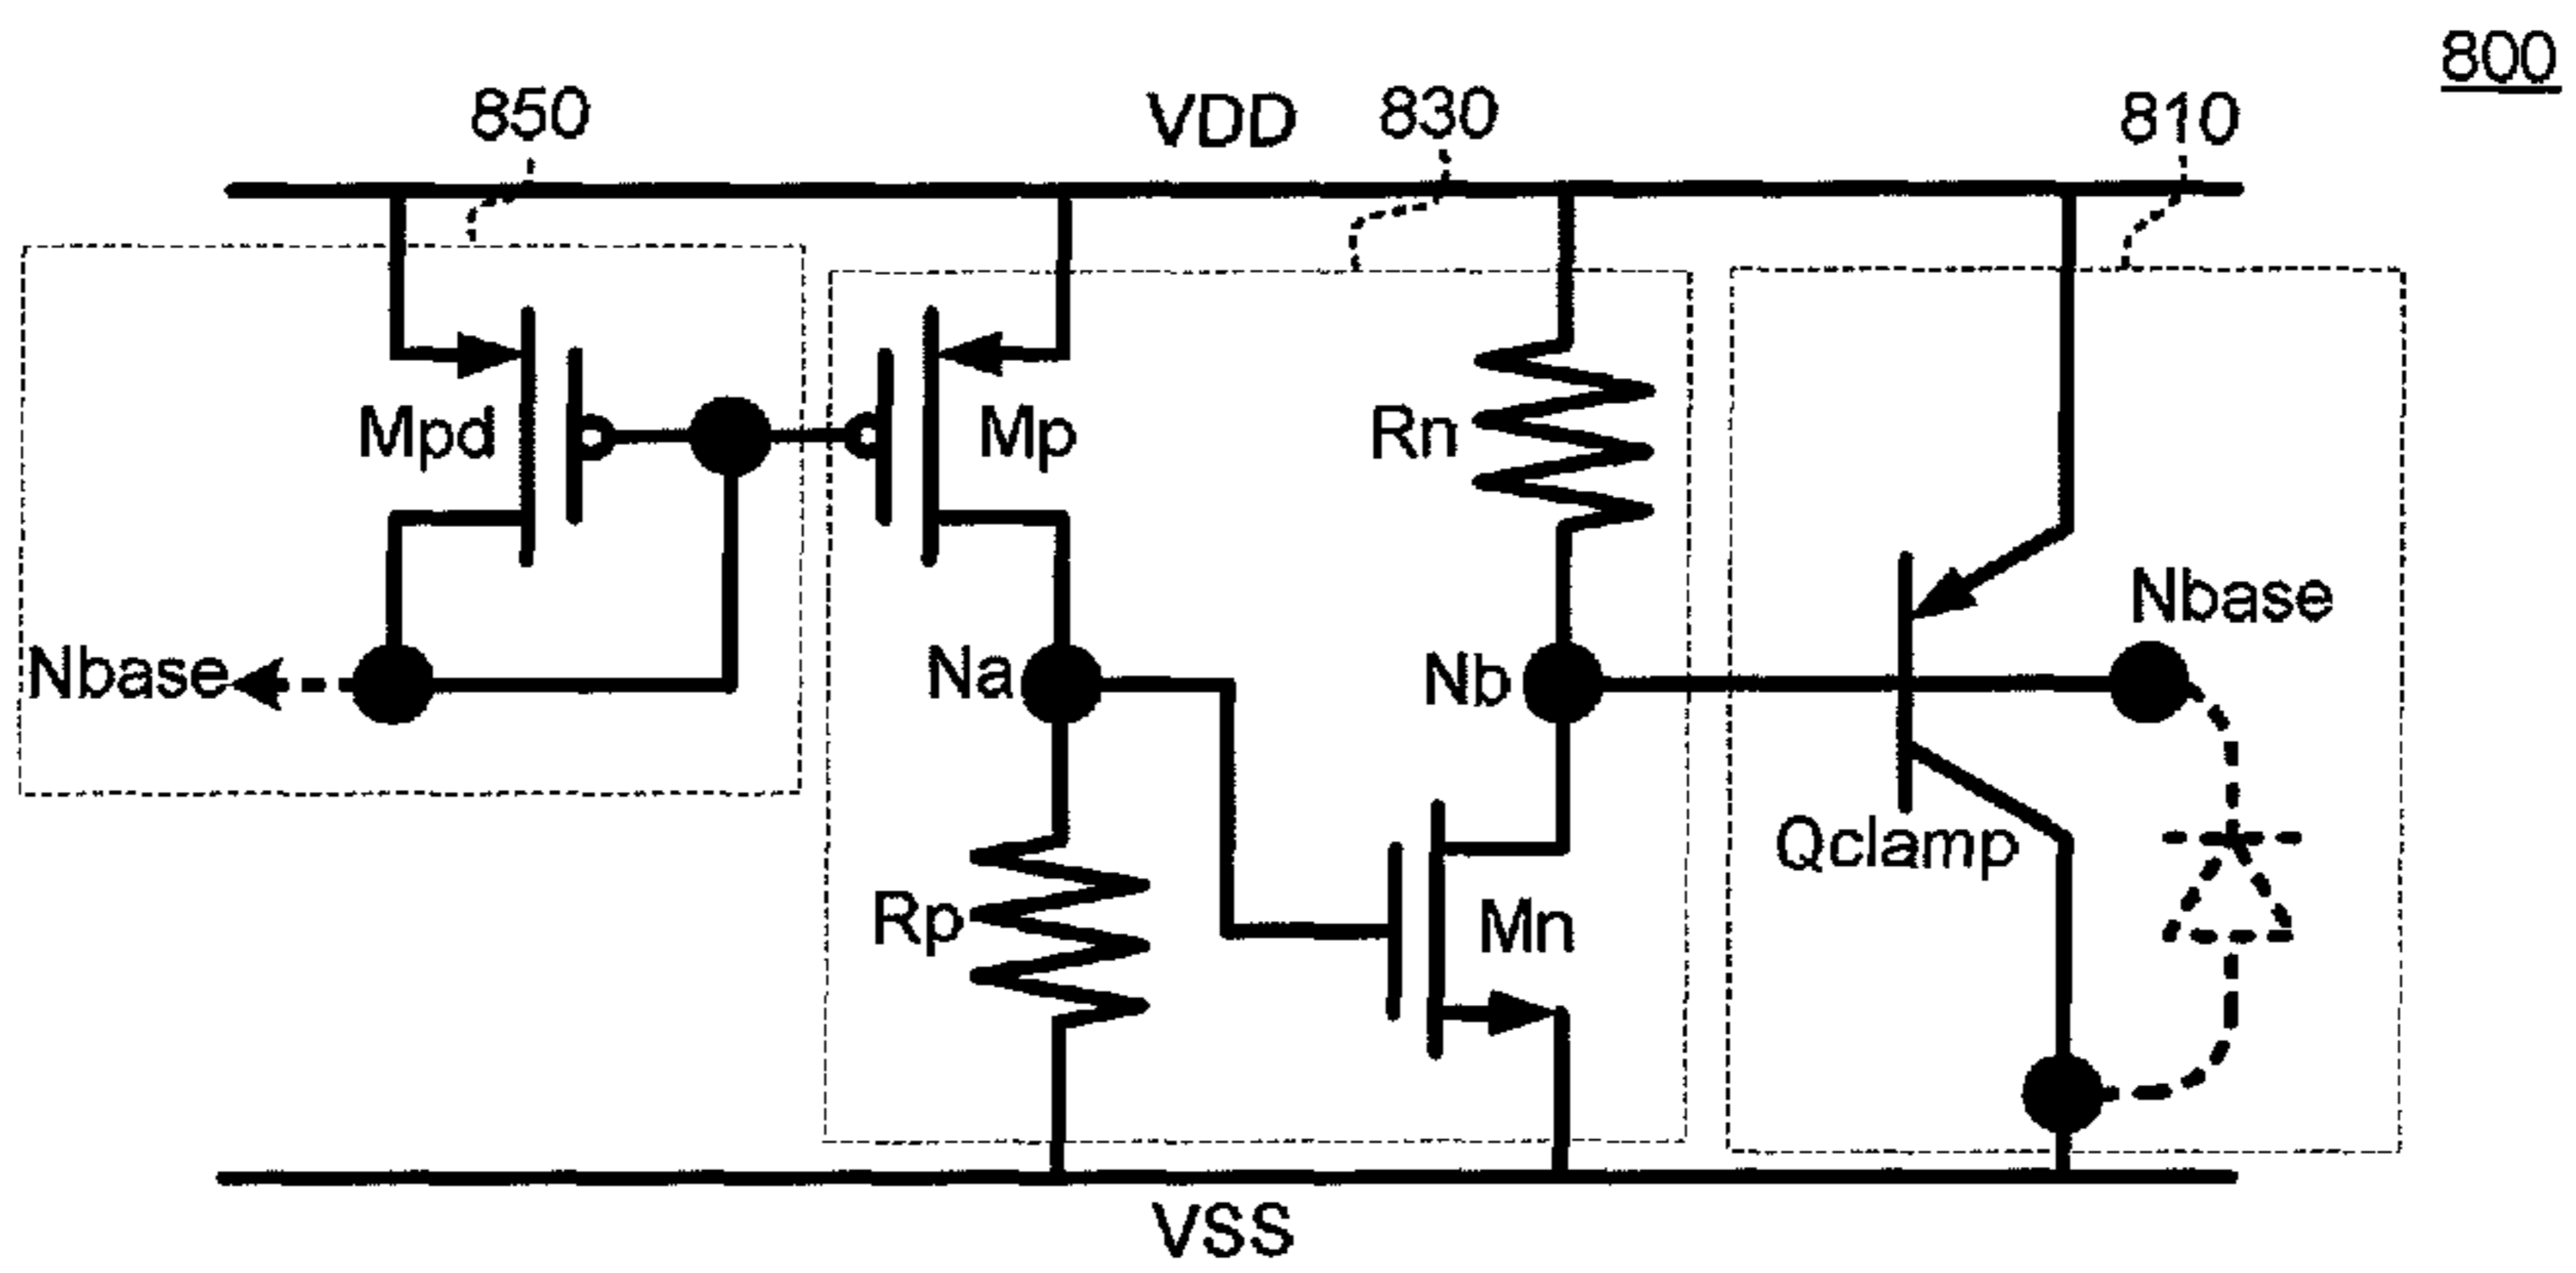 800
850
VDD
830
810
Mpd
Mp
Rn
Nbase
Nbase
Na
Nb
Qclamp
Rp
Mn
VSS